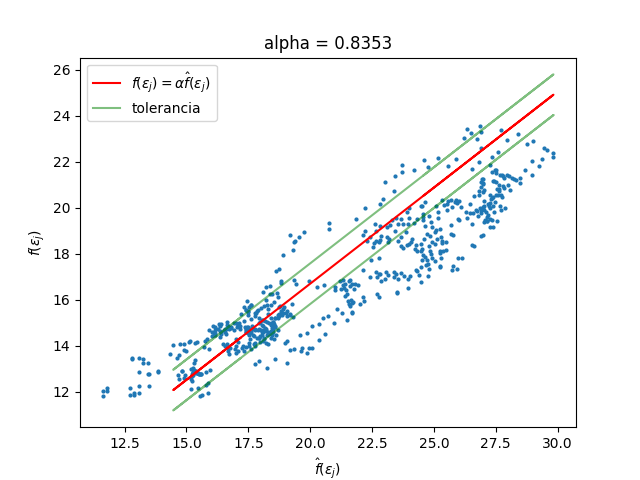 alpha = 0.8353
f(ε_j) = αf̂(ε_j)
tolerancia
f(ε_j)
26
24
22
20
18
16
14
12
12.5 15.0 17.5 20.0 22.5 25.0 27.5 30.0
f̂(ε_j)